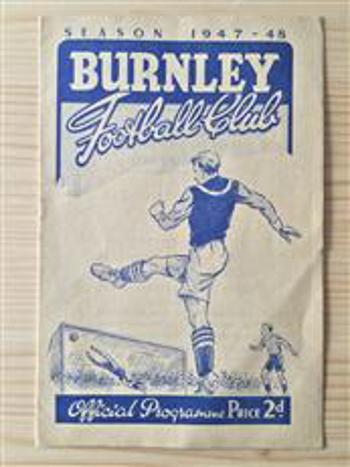 SEASON 1947-48
BURNLEY
Football Club
Official Programme PRICE 2d.